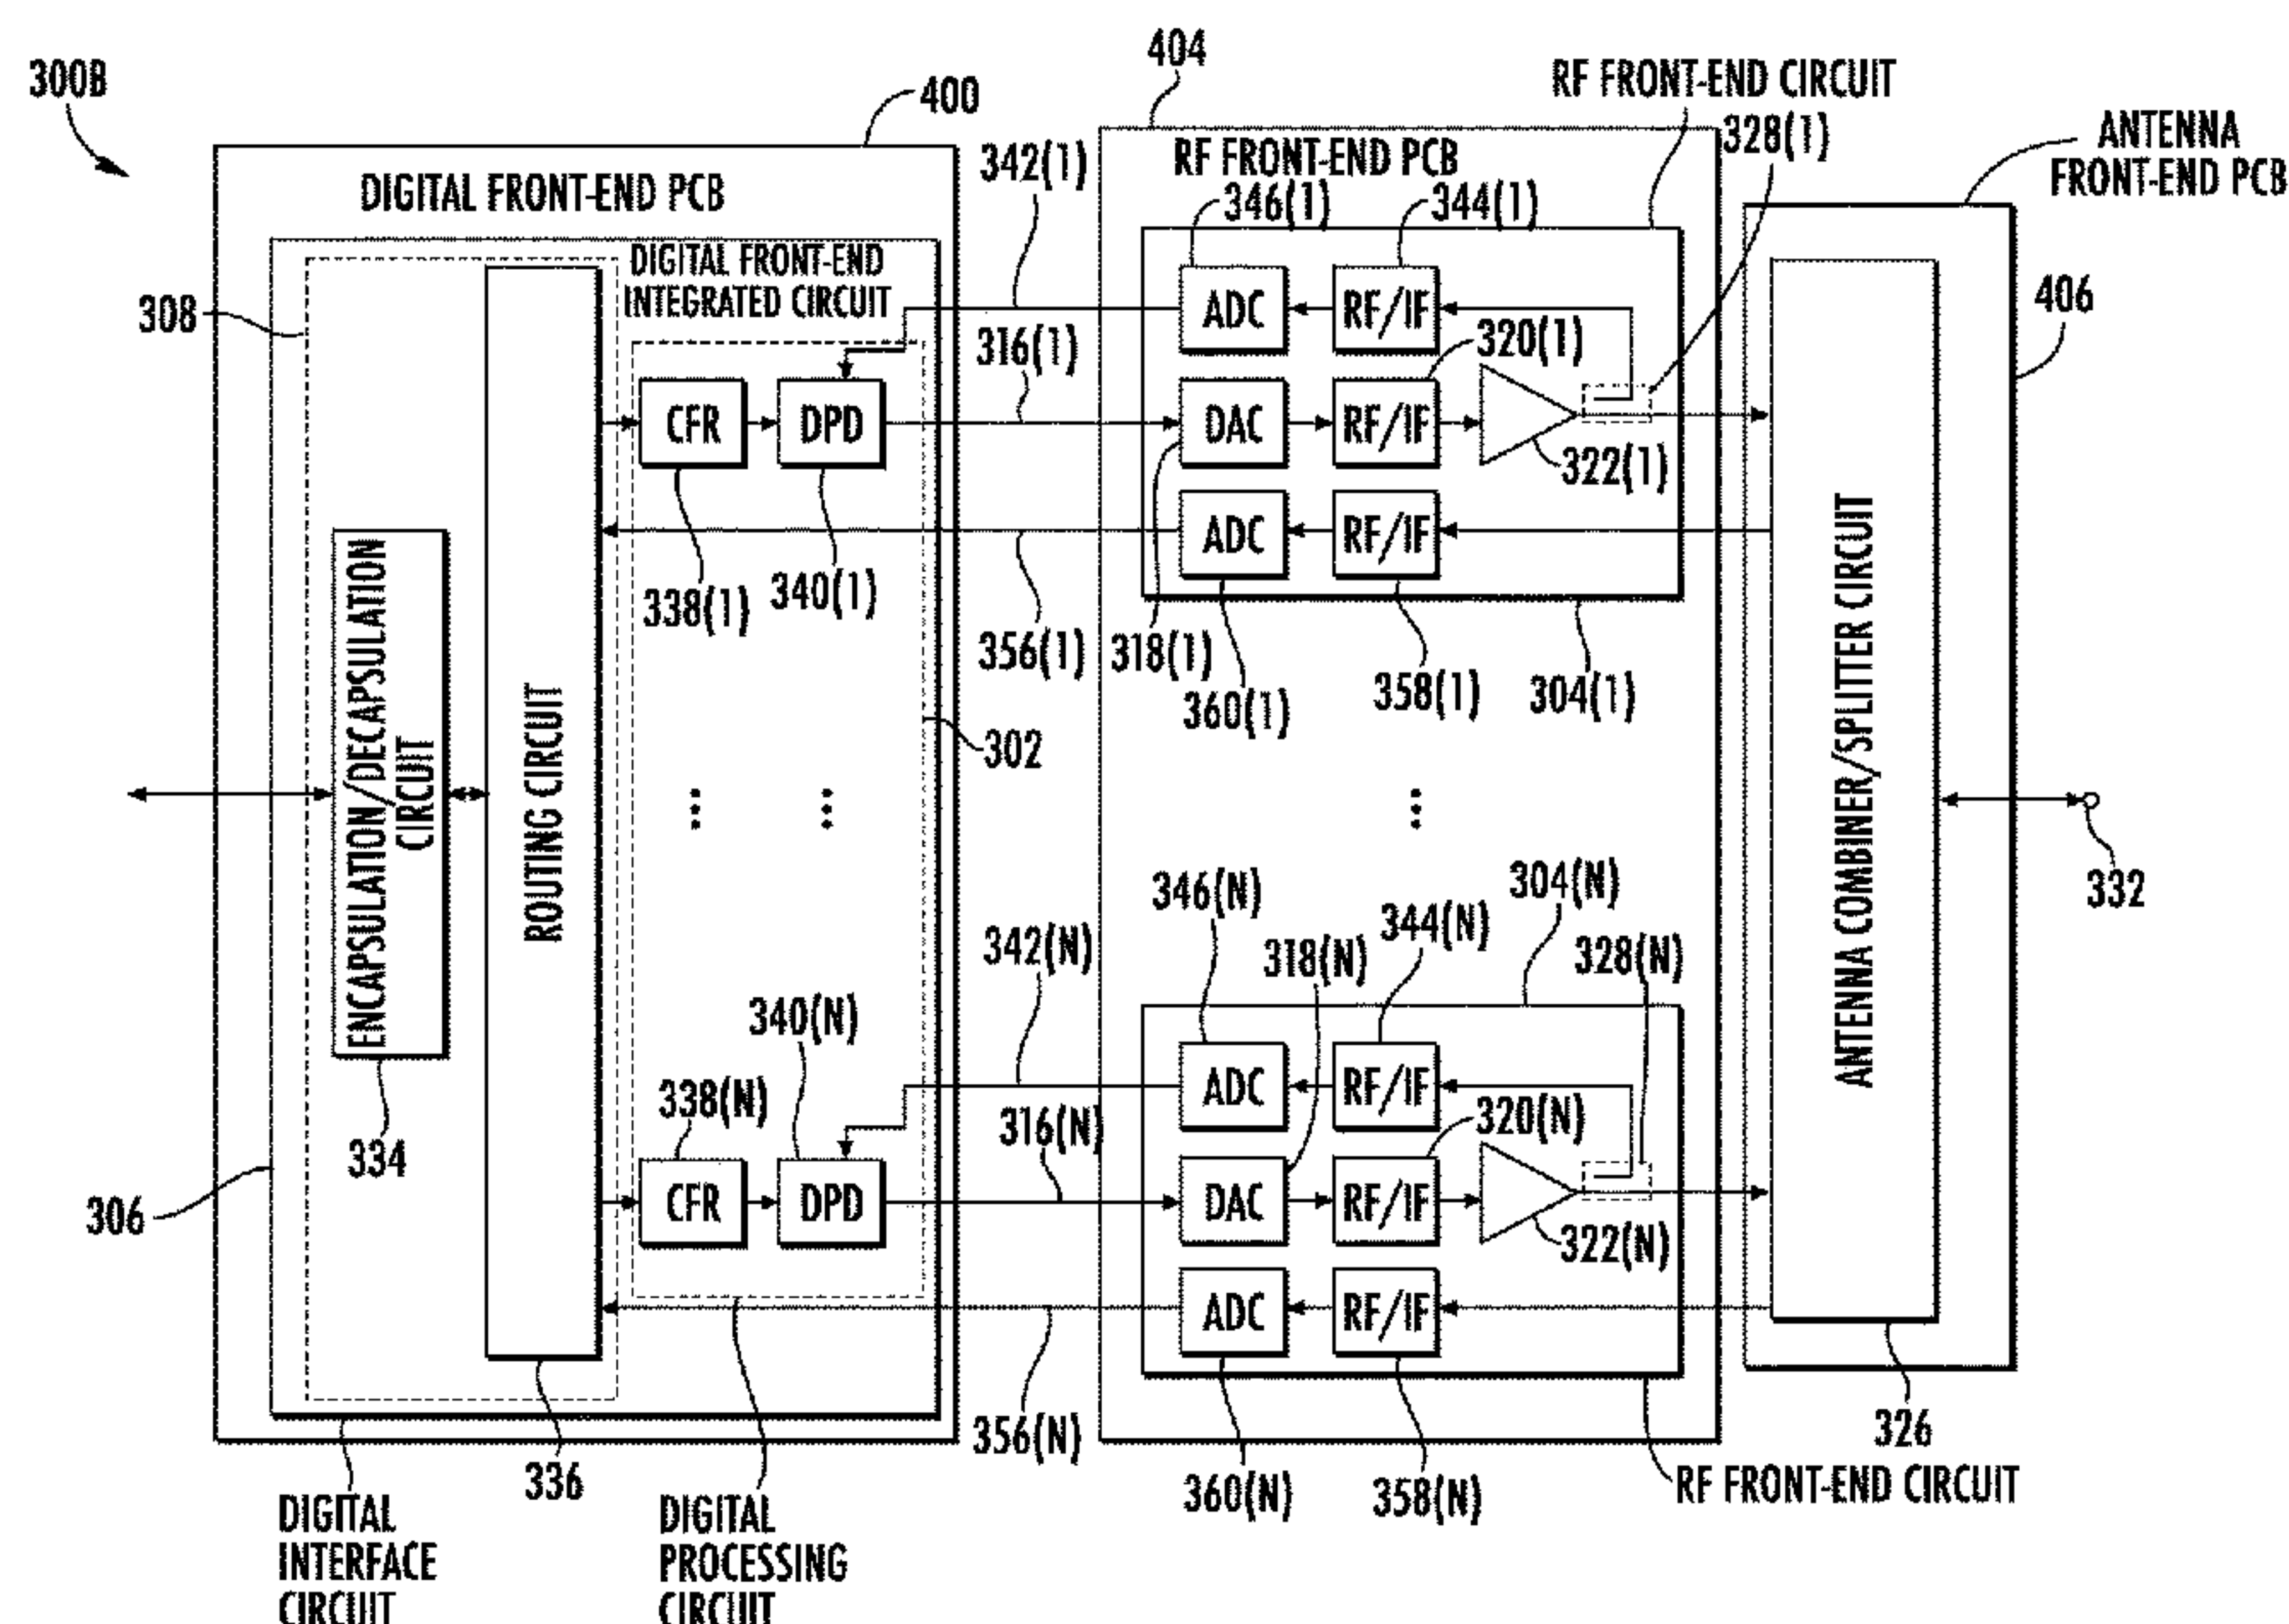 300B
404
400
RF FRONT-END CIRCUIT
328(1)
ANTENNA
FRONT-END PCB
342(1)
RF FRONT-END PCB
DIGITAL FRONT-END PCB
346(1)
344(1)
DIGITAL FRONT-END
INTEGRATED CIRCUIT
308
406
ADC
RF/IF
316(1)
320(1)
CFR
DPD
DAC
RF/IF
322(1)
ADC
RF/IF
338(1)
340(1)
356(1)
318(1)
360(1)
358(1)
304(1)
302
ENCAPSULATION/DECAPSULATION
CIRCUIT
ROUTING CIRCUIT
ANTENNA COMBINER/SPLITTER CIRCUIT
332
346(N)
304(N)
344(N)
342(N)
318(N)
328(N)
340(N)
338(N)
ADC
RF/IF
316(N)
320(N)
334
306
CFR
DPD
DAC
RF/IF
322(N)
ADC
RF/IF
356(N)
326
336
360(N)
358(N)
RF FRONT-END CIRCUIT
DIGITAL
INTERFACE
CIRCUIT
DIGITAL
PROCESSING
CIRCUIT